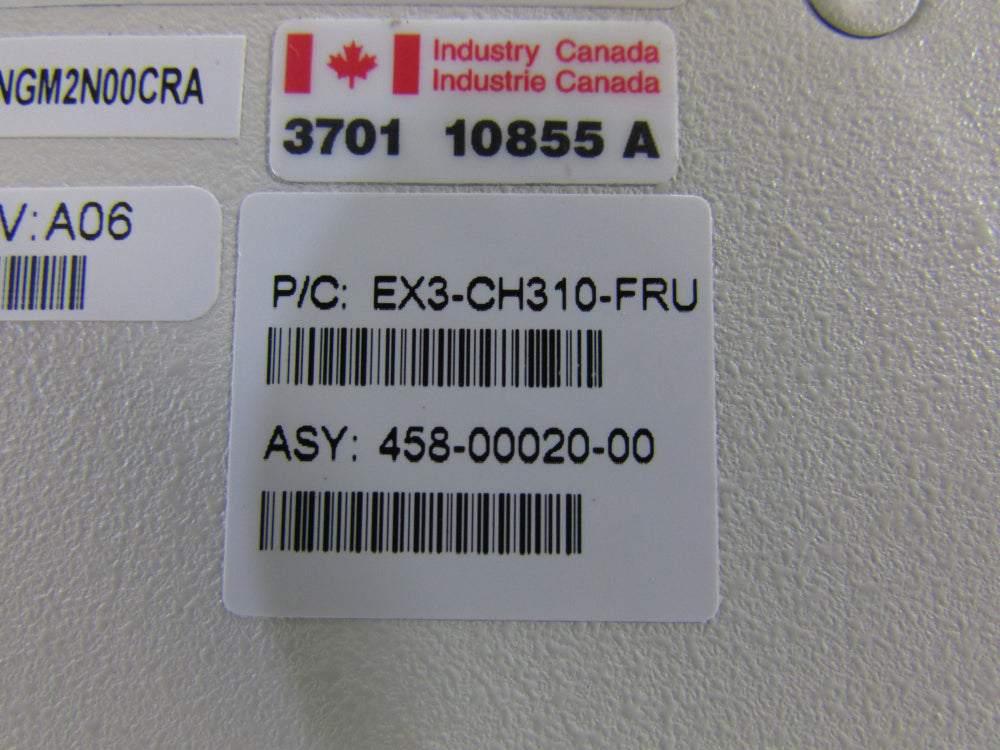 NGM2N00CRA
Industry Canada
Industrie Canada
3701 10855 A
V: A06
P/C: EX3-CH310-FRU
ASY: 458-00020-00